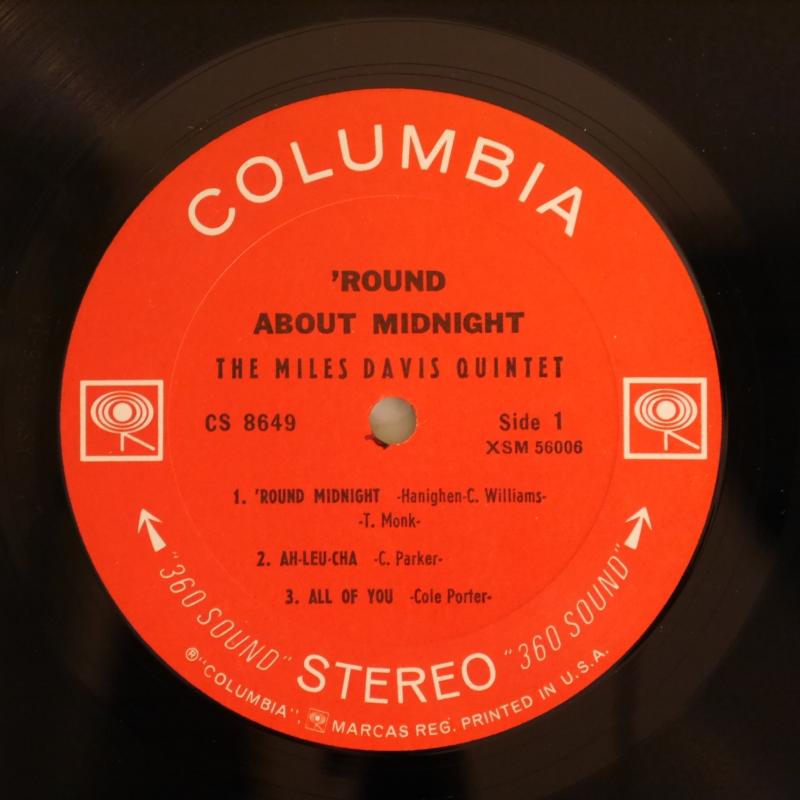 COLUMBIA
'ROUND
ABOUT MIDNIGHT
THE MILES DAVIS QUINTET
CS 8649
Side 1
XSM 56006
1. 'ROUND MIDNIGHT -Hanighen-C. Williams-
-T. Monk-
2. AH-LEU-CHA -C. Parker-
3. ALL OF YOU -Cole Porter-
"360 SOUND" STEREO "360 SOUND"
®"COLUMBIA", MARCAS REG. PRINTED IN U.S.A.